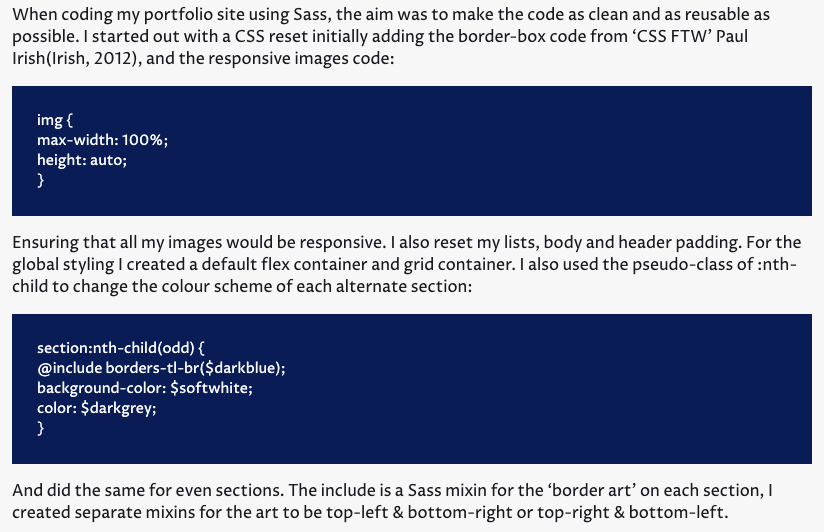 When coding my portfolio site using Sass, the aim was to make the code as clean and as reusable as
possible. I started out with a CSS reset initially adding the border-box code from ‘CSS FTW’ Paul
Irish(Irish, 2012), and the responsive images code:
img {
max-width: 100%;
height: auto;
}
Ensuring that all my images would be responsive. I also reset my lists, body and header padding. For the
global styling I created a default flex container and grid container. I also used the pseudo-class of :nth-
child to change the colour scheme of each alternate section:
section:nth-child(odd) {
@include borders-tl-br($darkblue);
background-color: $softwhite;
color: $darkgrey;
}
And did the same for even sections. The include is a Sass mixin for the ‘border art’ on each section, I
created separate mixins for the art to be top-left & bottom-right or top-right & bottom-left.